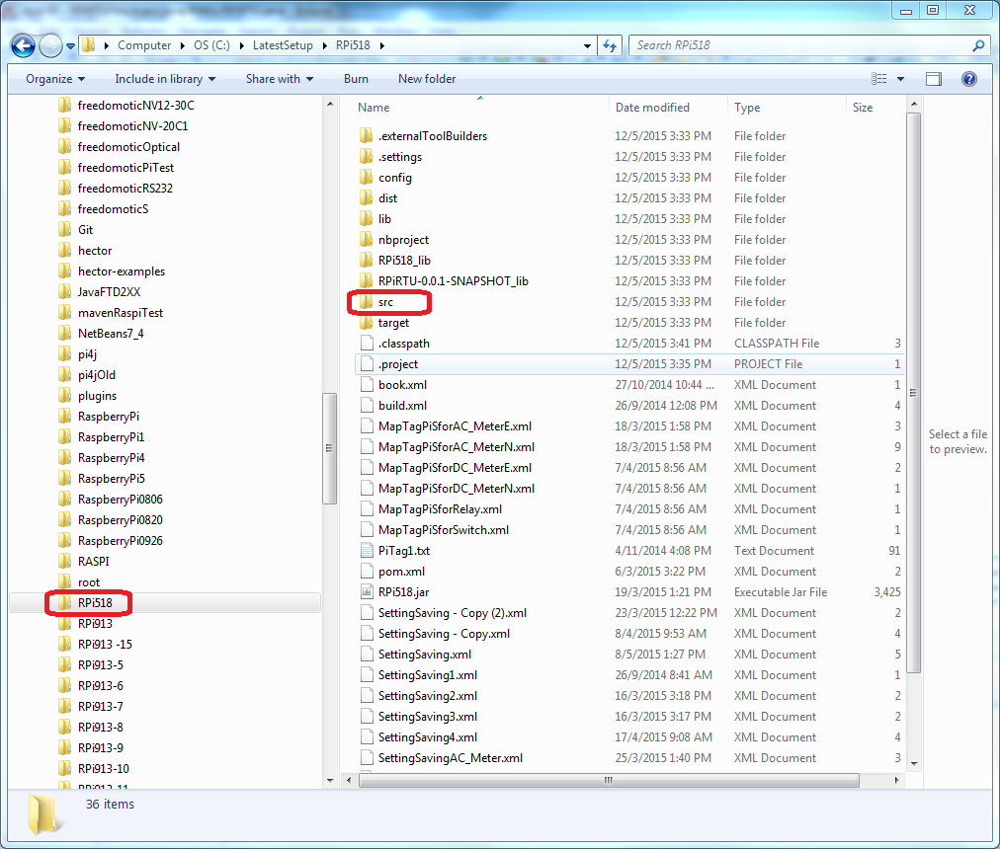 Computer OS (C:) LatestSetup RPi518 Search RPi518
Organize Include in library Share with Burn New folder
freedomoticNV12-30C
freedomoticNV-20C1
freedomoticOptical
freedomoticPiTest
freedomoticRS232
freedomoticS
Git
hector
hector-examples
JavaFTD2XX
mavenRaspiTest
NetBeans7_4
pi4j
pi4jOld
plugins
RaspberryPi
RaspberryPi1
RaspberryPi4
RaspberryPi5
RaspberryPi0806
RaspberryPi0820
RaspberryPi0926
RASPI
root
RPi518
RPi913
RPi913 -15
RPi913-5
RPi913-6
RPi913-7
RPi913-8
RPi913-9
RPi913-10
RPi913-11
Name Date modified Type Size
.externalToolBuilders 12/5/2015 3:33 PM File folder
.settings 12/5/2015 3:33 PM File folder
config 12/5/2015 3:33 PM File folder
dist 12/5/2015 3:33 PM File folder
lib 12/5/2015 3:33 PM File folder
nbproject 12/5/2015 3:33 PM File folder
RPi518_lib 12/5/2015 3:33 PM File folder
RPiRTU-0.0.1-SNAPSHOT_lib 12/5/2015 3:33 PM File folder
src 12/5/2015 3:33 PM File folder
target 12/5/2015 3:33 PM File folder
.classpath 12/5/2015 3:41 PM CLASSPATH File 3
.project 12/5/2015 3:35 PM PROJECT File 1
book.xml 27/10/2014 10:44 ... XML Document 1
build.xml 26/9/2014 12:08 PM XML Document 4
MapTagPiSforAC_MeterE.xml 18/3/2015 1:58 PM XML Document 3
MapTagPiSforAC_MeterN.xml 18/3/2015 1:58 PM XML Document 9
MapTagPiSforDC_MeterE.xml 7/4/2015 8:56 AM XML Document 2
MapTagPiSforDC_MeterN.xml 7/4/2015 8:56 AM XML Document 1
MapTagPiSforRelay.xml 7/4/2015 8:56 AM XML Document 1
MapTagPiSforSwitch.xml 7/4/2015 8:56 AM XML Document 1
PiTag1.txt 4/11/2014 4:08 PM Text Document 91
pom.xml 6/3/2015 3:22 PM XML Document 2
RPi518.jar 19/3/2015 1:21 PM Executable Jar File 3,425
SettingSaving - Copy (2).xml 23/3/2015 12:22 PM XML Document 2
SettingSaving - Copy.xml 8/4/2015 9:53 AM XML Document 4
SettingSaving.xml 8/5/2015 1:27 PM XML Document 5
SettingSaving1.xml 26/9/2014 8:41 AM XML Document 1
SettingSaving2.xml 16/3/2015 3:18 PM XML Document 2
SettingSaving3.xml 16/3/2015 3:17 PM XML Document 2
SettingSaving4.xml 17/4/2015 9:08 AM XML Document 4
SettingSavingAC_Meter.xml 25/3/2015 1:40 PM XML Document 3
Select a file
to preview.
36 items